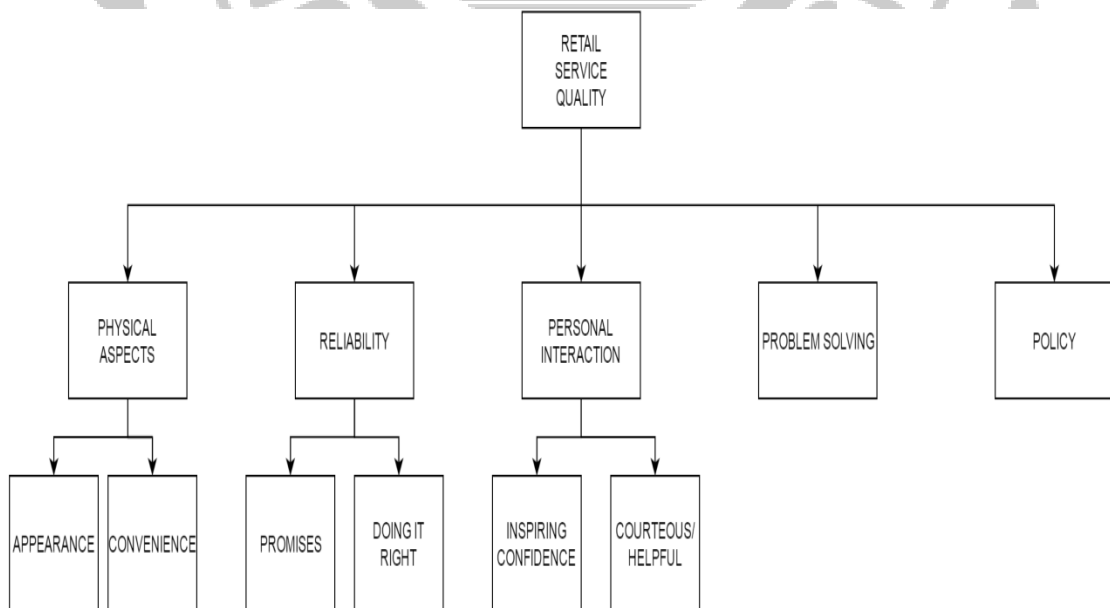 RETAIL
SERVICE
QUALITY
PHYSICAL
ASPECTS
RELIABILITY
PERSONAL
INTERACTION
PROBLEM SOLVING
POLICY
APPEARANCE
CONVENIENCE
PROMISES
DOING IT
RIGHT
INSPIRING
CONFIDENCE
COURTEOUS/
HELPFUL